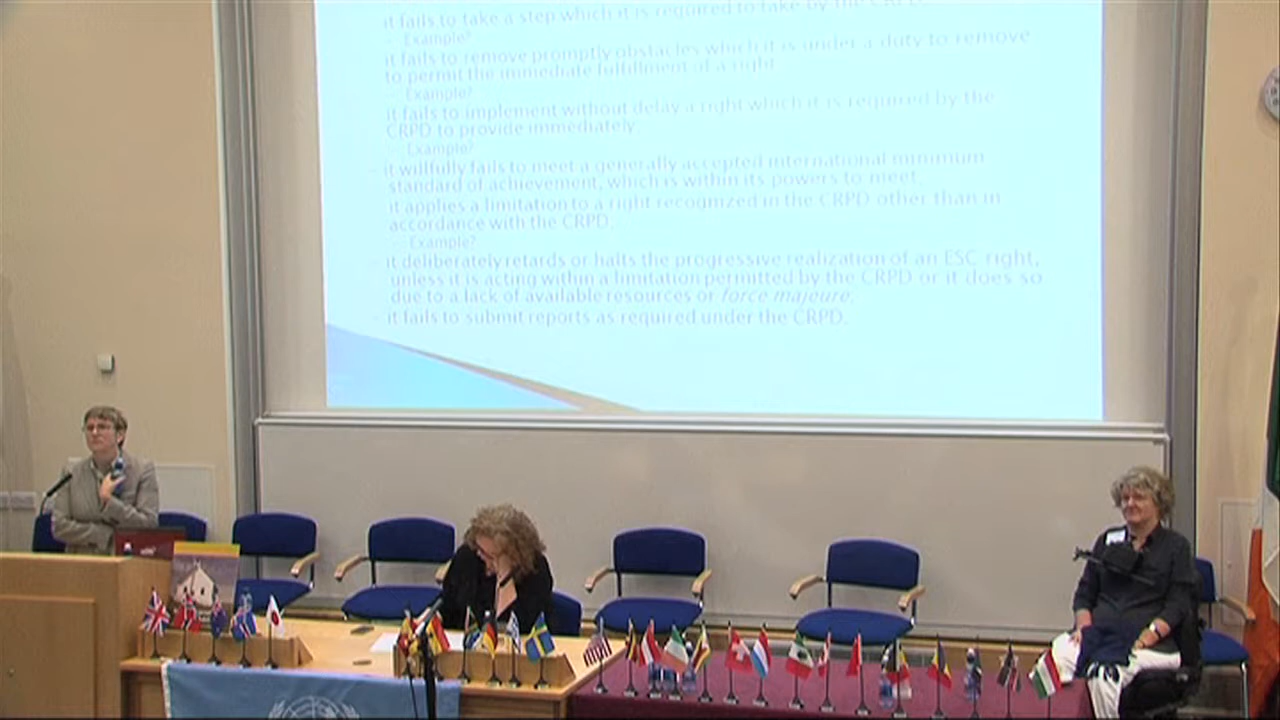 it fails to take a step which it is required to take by the CRPD.
- Example?
it fails to remove promptly obstacles which it is under a duty to remove
to permit the immediate fulfillment of a right
- Example?
it fails to implement without delay a right which it is required by the
CRPD to provide immediately;
- Example?
- it willfully fails to meet a generally accepted international minimum
standard of achievement, which is within its powers to meet
it applies a limitation to a right recognized in the CRPD other than in
accordance with the CRPD;
- Example?
- it deliberately retards or halts the progressive realization of an ESC right,
unless it is acting within a limitation permitted by the CRPD or it does so
due to a lack of available resources or force majeure;
- it fails to submit reports as required under the CRPD.